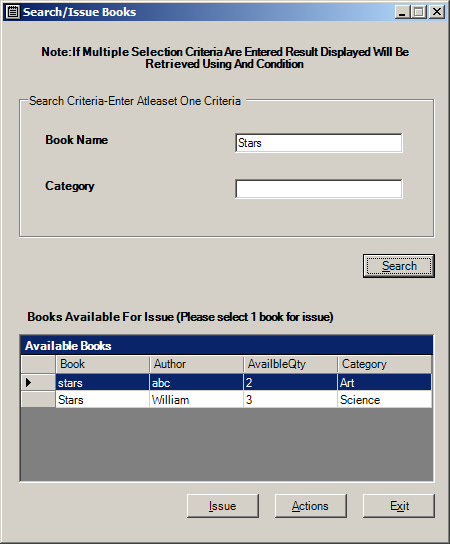 Search/Issue Books
Note:If Multiple Selection Criteria Are Entered Result Displayed Will Be
Retrieved Using And Condition
Search Criteria-Enter Atleaset One Criteria
Book Name Stars
Category
Search
Books Available For Issue (Please select 1 book for issue)
Available Books
Book Author AvailbleQty Category
stars abc 2 Art
Stars William 3 Science
Issue Actions Exit